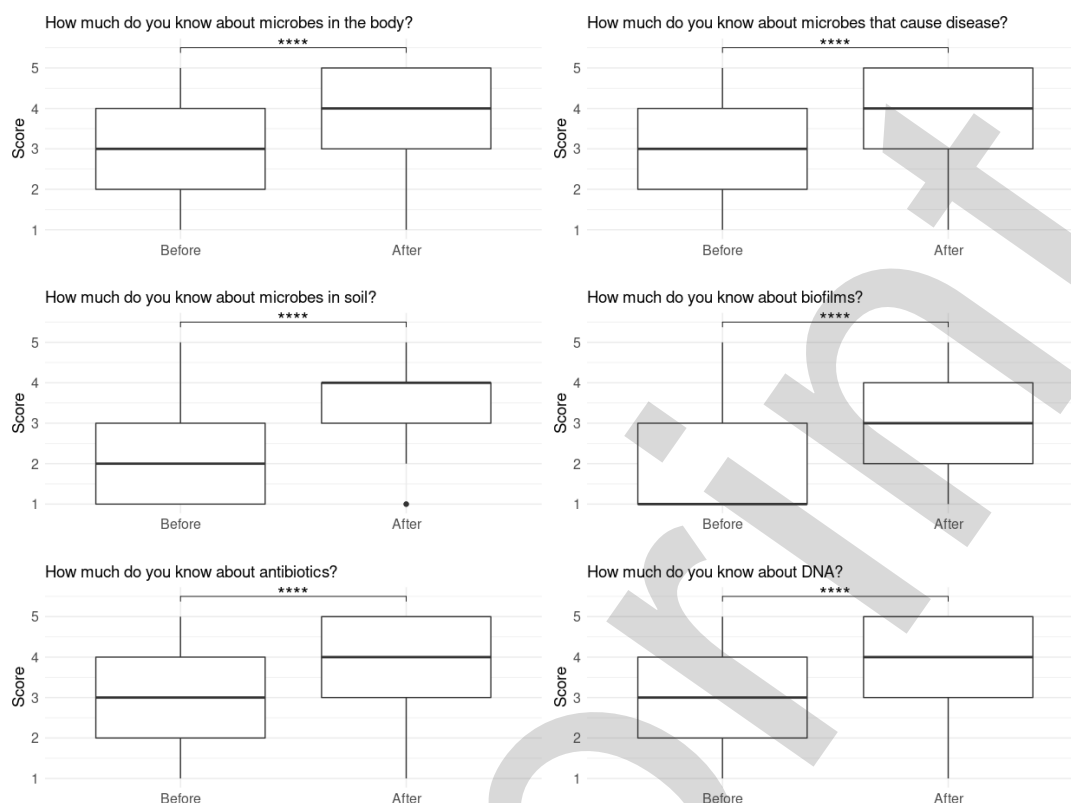 How much do you know about microbes in the body?
****
Score
5
4
3
2
1
Before After
How much do you know about microbes that cause disease?
****
Score
5
4
3
2
1
Before After
How much do you know about microbes in soil?
****
Score
5
4
3
2
1
Before After
How much do you know about biofilms?
****
Score
5
4
3
2
1
Before After
How much do you know about antibiotics?
****
Score
5
4
3
2
1
Before After
How much do you know about DNA?
****
Score
5
4
3
2
1
Before After